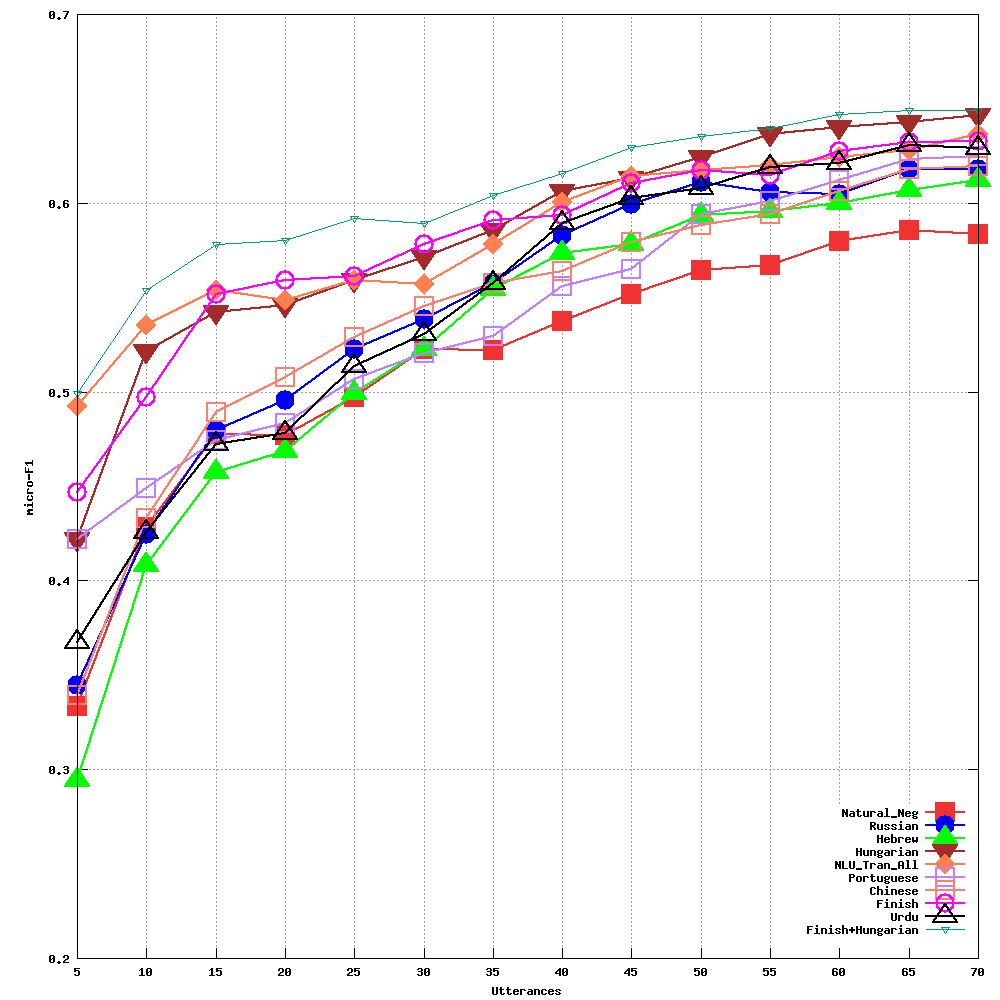 0.7
0.6
0.5
0.4
0.3
0.2
micro-F1
5 10 15 20 25 30 35 40 45 50 55 60 65 70
Utterances
Natural_Neg
Russian
Hebrew
Hungarian
NLU_Tran_All
Portuguese
Chinese
Finish
Urdu
Finish+Hungarian